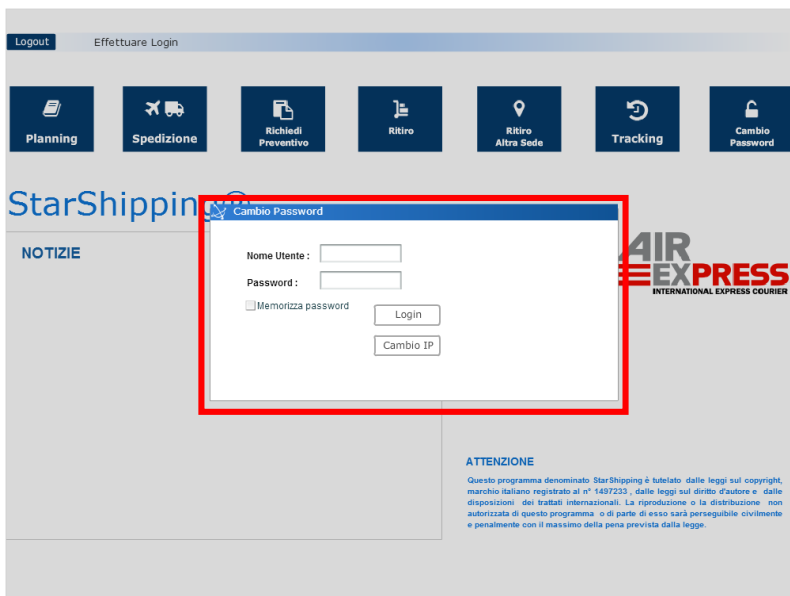 Logout Effettuare Login
Planning
Spedizione
Richiedi
Preventivo
Ritiro
Ritiro
Altra Sede
Tracking
Cambio
Password
StarShipping®
Cambio Password
NOTIZIE
Nome Utente :
Password :
Memorizza password
Login
Cambio IP
AIR
EXPRESS
INTERNATIONAL EXPRESS COURIER
ATTENZIONE
Questo programma denominato StarShipping è tutelato dalle leggi sul copyright,
marchio italiano registrato al n° 1497233 , dalle leggi sul diritto d'autore e dalle
disposizioni dei trattati internazionali. La riproduzione o la distribuzione non
autorizzata di questo programma o di parte di esso sarà perseguibile civilmente
e penalmente con il massimo della pena prevista dalla legge.